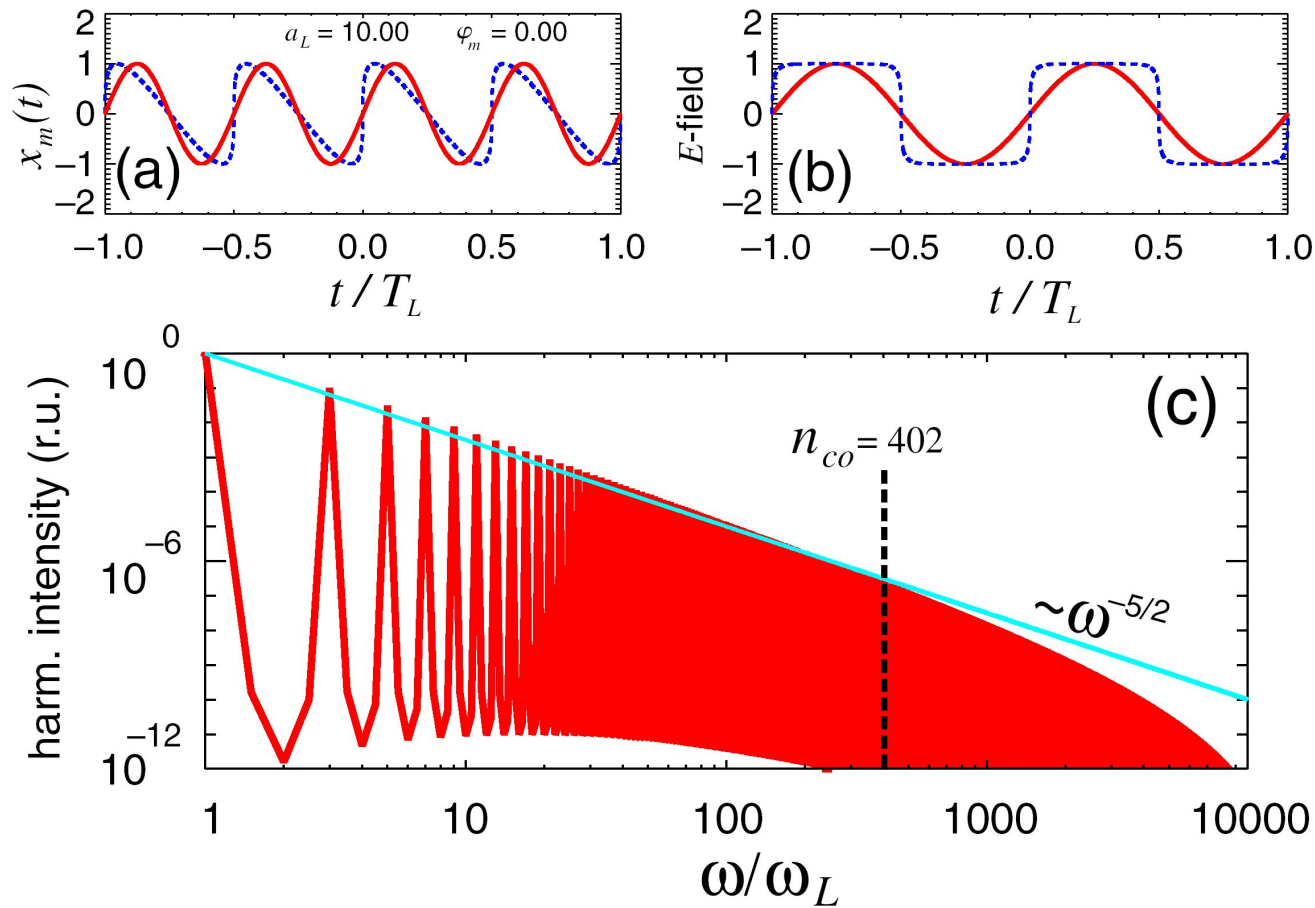 2
1
0
−1
−2
x_m(t)
a_L = 10.00 φ_m = 0.00
(a)
−1.0 −0.5 0.0 0.5 1.0
t / T_L
2
1
0
−1
−2
E-field
(b)
−1.0 −0.5 0.0 0.5 1.0
t / T_L
10^0
10^−6
10^−12
harm. intensity (r.u.)
(c)
n_co = 402
~ω^−5/2
1 10 100 1000 10000
ω/ω_L